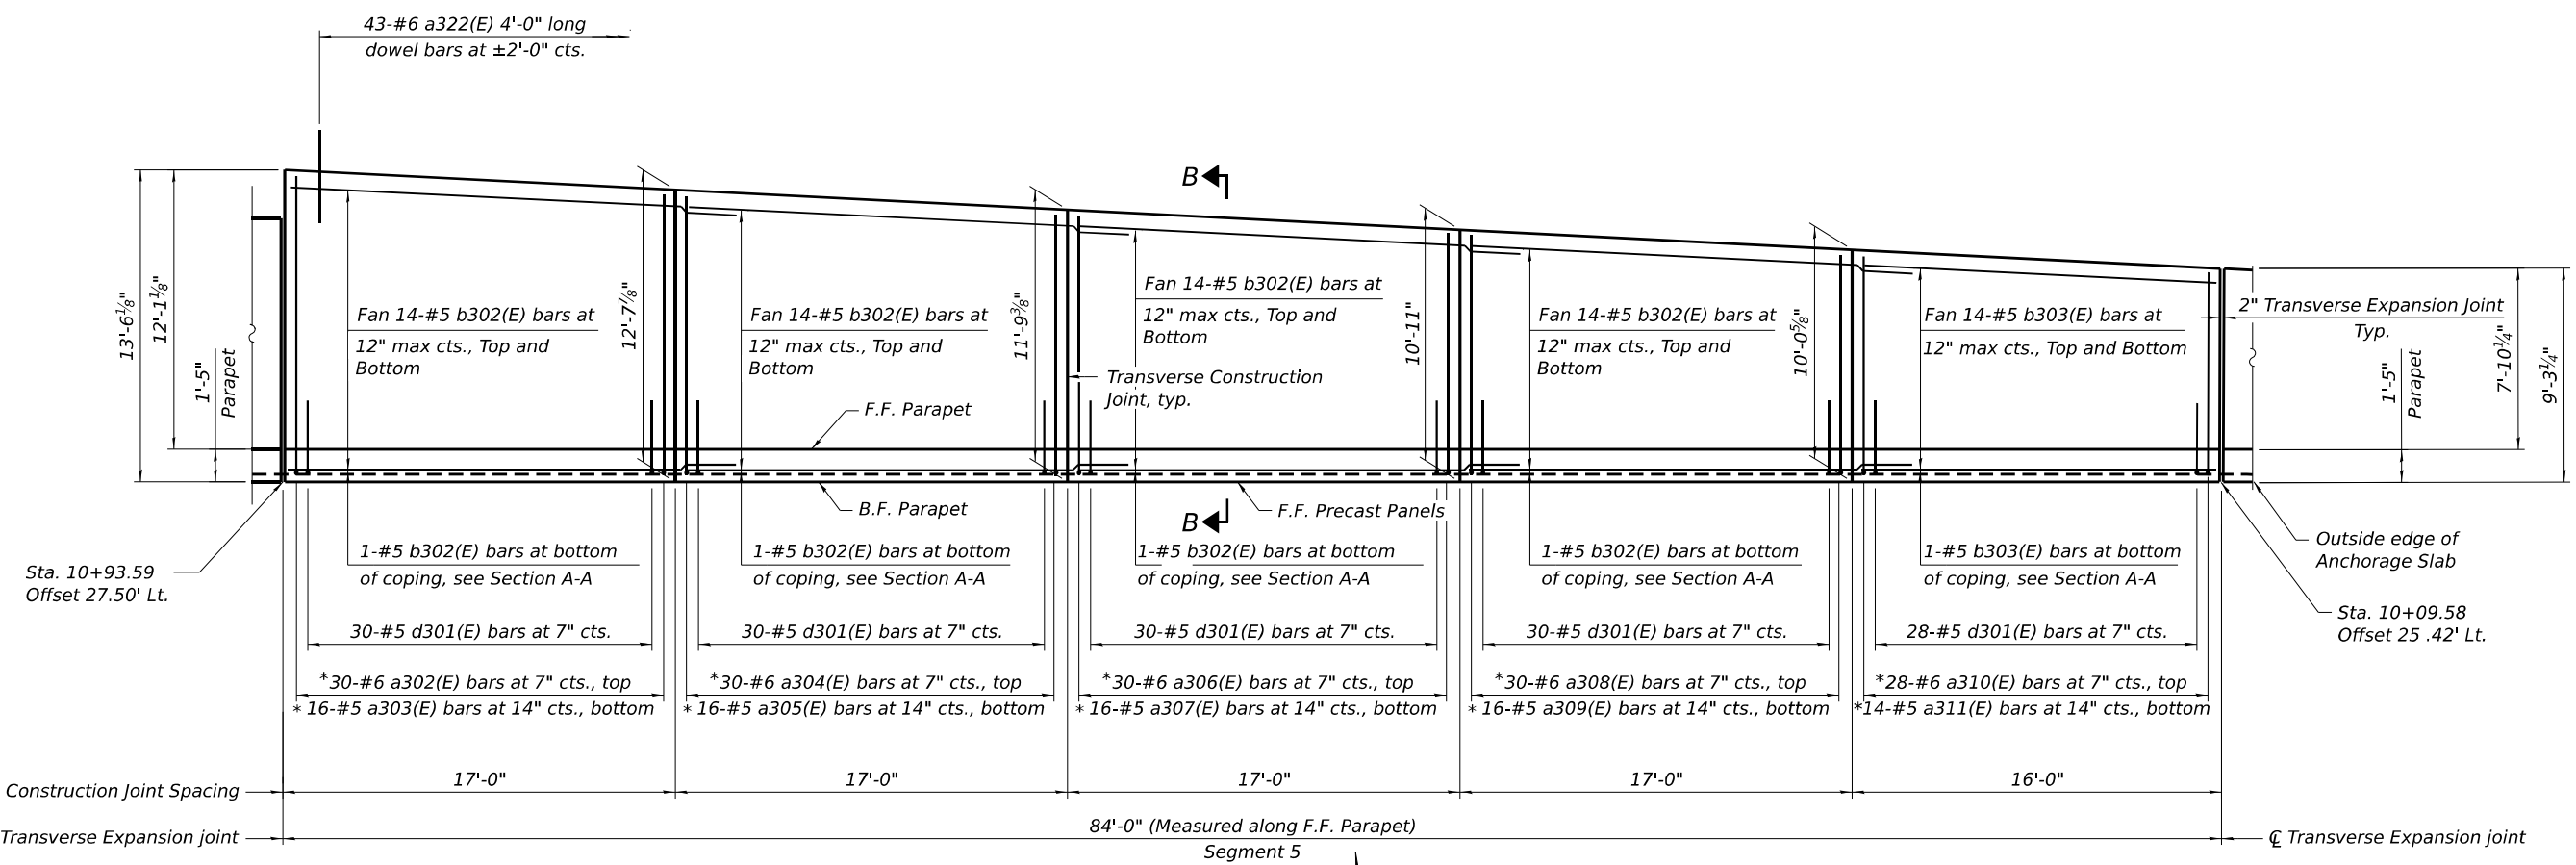 43-#6 a322(E) 4'-0" long
dowel bars at ±2'-0" cts.
B
13'-6⅛"
12'-1⅛"
1'-5"
Parapet
12'-7⅞"
11'-9⅜"
10'-11"
10'-0⅝"
Fan 14-#5 b302(E) bars at
12" max cts., Top and
Bottom
Fan 14-#5 b302(E) bars at
12" max cts., Top and
Bottom
Fan 14-#5 b302(E) bars at
12" max cts., Top and
Bottom
Fan 14-#5 b302(E) bars at
12" max cts., Top and
Bottom
Fan 14-#5 b303(E) bars at
12" max cts., Top and Bottom
2" Transverse Expansion Joint
Typ.
1'-5"
Parapet
7'-10¼"
9'-3¼"
Transverse Construction
Joint, typ.
F.F. Parapet
B.F. Parapet
B
F.F. Precast Panels
Sta. 10+93.59
Offset 27.50' Lt.
1-#5 b302(E) bars at bottom
of coping, see Section A-A
1-#5 b302(E) bars at bottom
of coping, see Section A-A
1-#5 b302(E) bars at bottom
of coping, see Section A-A
1-#5 b302(E) bars at bottom
of coping, see Section A-A
1-#5 b303(E) bars at bottom
of coping, see Section A-A
Outside edge of
Anchorage Slab
Sta. 10+09.58
Offset 25 .42' Lt.
30-#5 d301(E) bars at 7" cts.
30-#5 d301(E) bars at 7" cts.
30-#5 d301(E) bars at 7" cts.
30-#5 d301(E) bars at 7" cts.
28-#5 d301(E) bars at 7" cts.
*30-#6 a302(E) bars at 7" cts., top
*16-#5 a303(E) bars at 14" cts., bottom
*30-#6 a304(E) bars at 7" cts., top
*16-#5 a305(E) bars at 14" cts., bottom
*30-#6 a306(E) bars at 7" cts., top
*16-#5 a307(E) bars at 14" cts., bottom
*30-#6 a308(E) bars at 7" cts., top
*16-#5 a309(E) bars at 14" cts., bottom
*28-#6 a310(E) bars at 7" cts., top
*14-#5 a311(E) bars at 14" cts., bottom
Construction Joint Spacing
17'-0"
17'-0"
17'-0"
17'-0"
16'-0"
Transverse Expansion joint
84'-0" (Measured along F.F. Parapet)
Segment 5
℄ Transverse Expansion joint